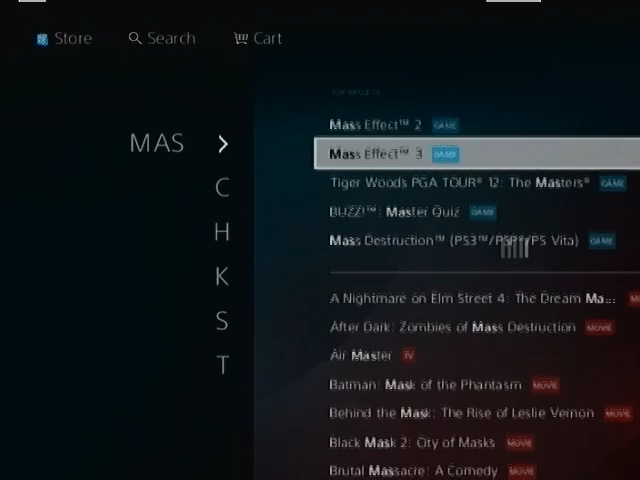 Store Search Cart
TOP RESULTS
Mass Effect™ 2 GAME
MAS
Mass Effect™ 3 GAME
Tiger Woods PGA TOUR® 12: The Masters® GAME
C
BUZZ!™: Master Quiz GAME
H
Mass Destruction™ (PS3™/PSP®/PS Vita) GAME
K
A Nightmare on Elm Street 4: The Dream Ma...
S
After Dark: Zombies of Mass Destruction MOVIE
Air Master TV
T
Batman: Mask of the Phantasm MOVIE
Behind the Mask: The Rise of Leslie Vernon MOVIE
Black Mask 2: City of Masks MOVIE
Brutal Massacre: A Comedy MOVIE